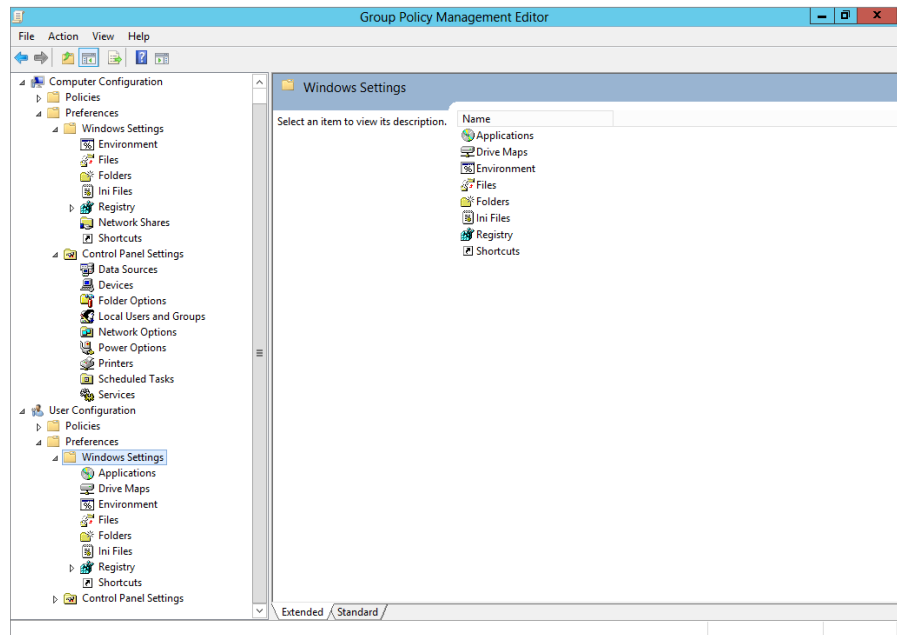 Group Policy Management Editor
File Action View Help
Computer Configuration
Policies
Preferences
Windows Settings
Environment
Files
Folders
Ini Files
Registry
Network Shares
Shortcuts
Control Panel Settings
Data Sources
Devices
Folder Options
Local Users and Groups
Network Options
Power Options
Printers
Scheduled Tasks
Services
User Configuration
Policies
Preferences
Windows Settings
Applications
Drive Maps
Environment
Files
Folders
Ini Files
Registry
Shortcuts
Control Panel Settings
Windows Settings
Select an item to view its description.
Name
Applications
Drive Maps
Environment
Files
Folders
Ini Files
Registry
Shortcuts
Extended Standard